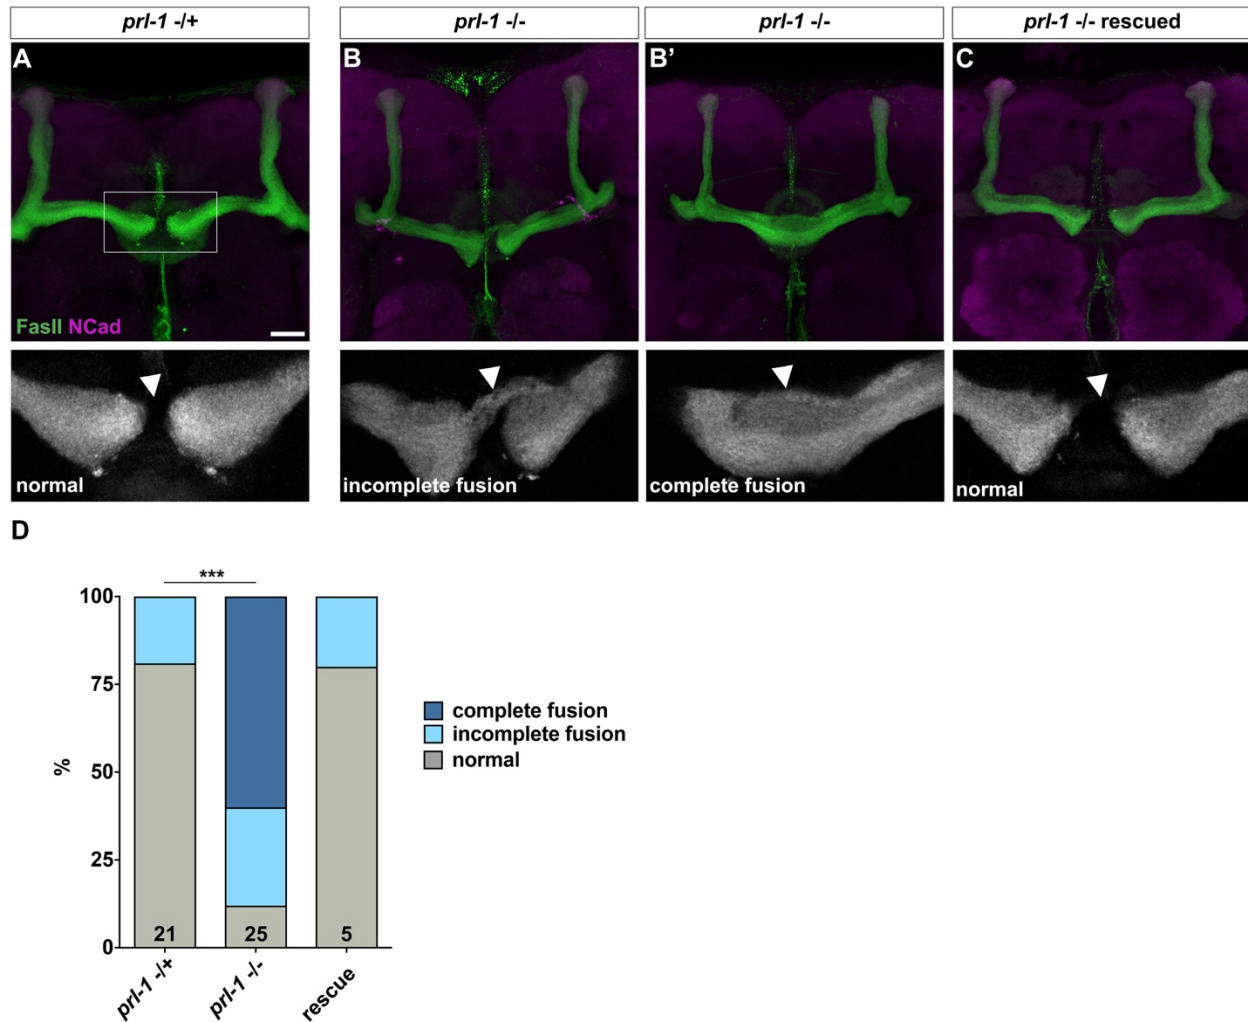 prl-1 -/+
prl-1 -/-
prl-1 -/-
prl-1 -/- rescued
A
B
B’
C
FasII NCad
normal
incomplete fusion
complete fusion
normal
D
***
100
75
50
25
0
%
21
25
5
prl-1 -/+
prl-1 -/-
rescue
complete fusion
incomplete fusion
normal